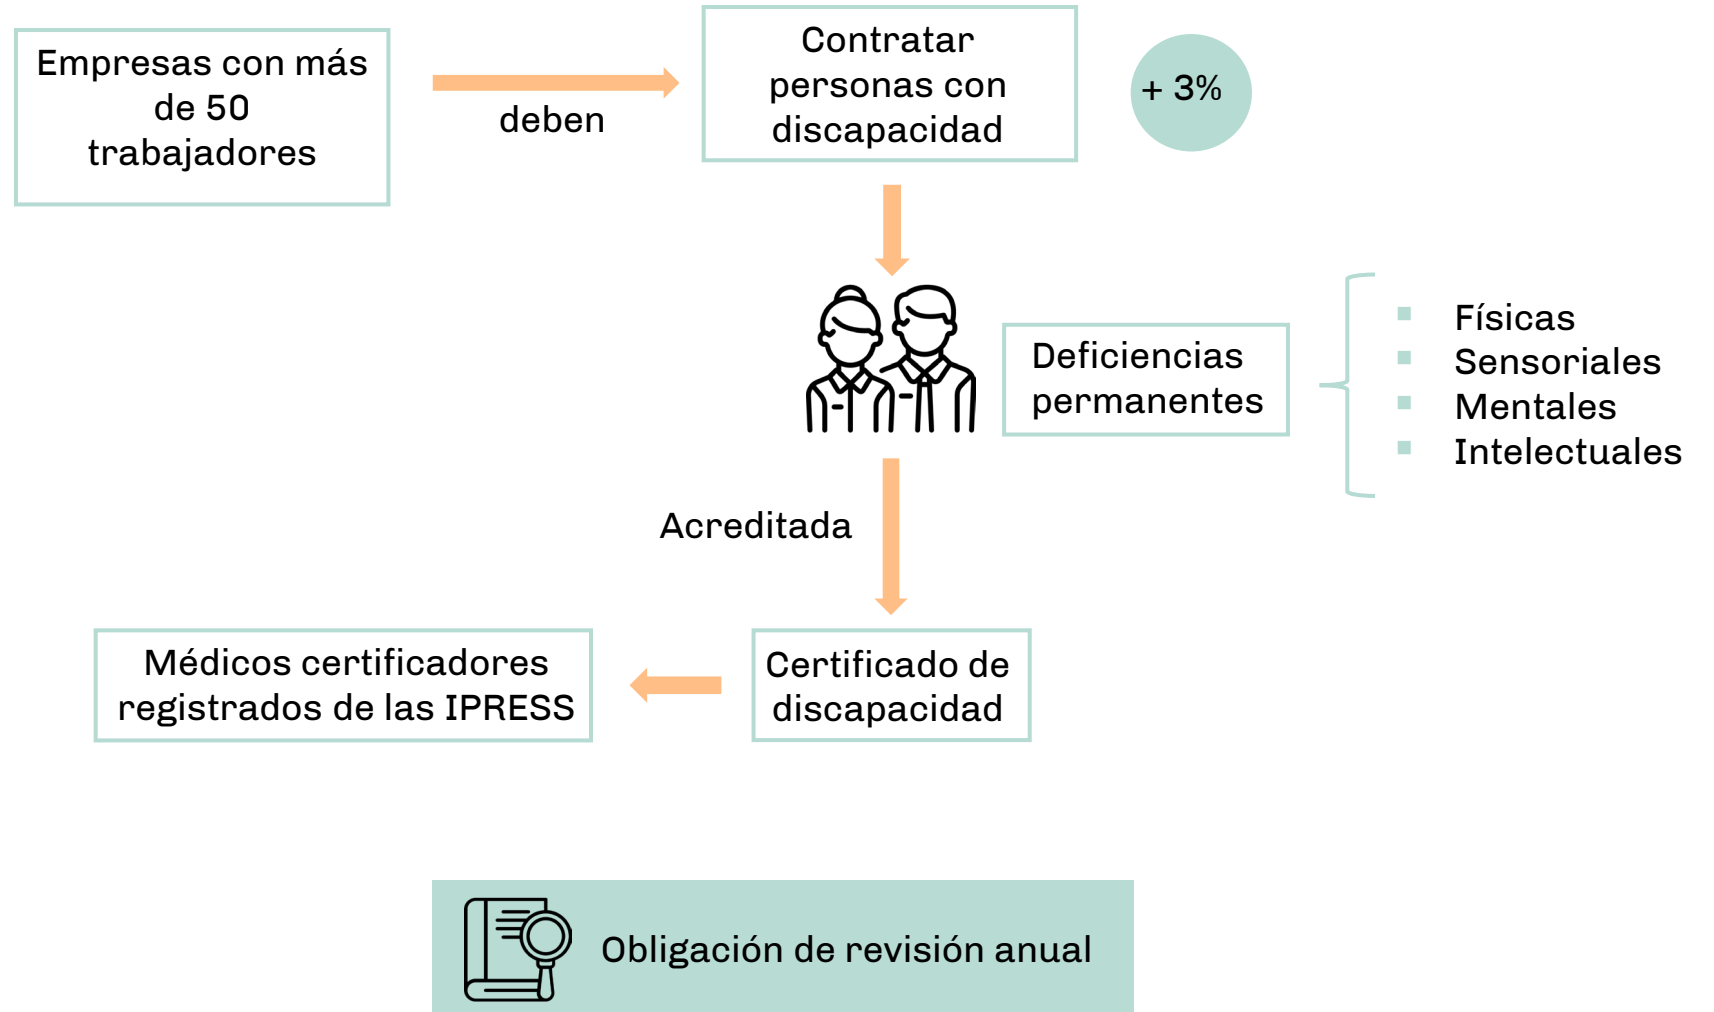 Empresas con más
de 50
trabajadores
deben
Contratar
personas con
discapacidad
+ 3%
Deficiencias
permanentes
▪ Físicas
▪ Sensoriales
▪ Mentales
▪ Intelectuales
Acreditada
Certificado de
discapacidad
Médicos certificadores
registrados de las IPRESS
Obligación de revisión anual